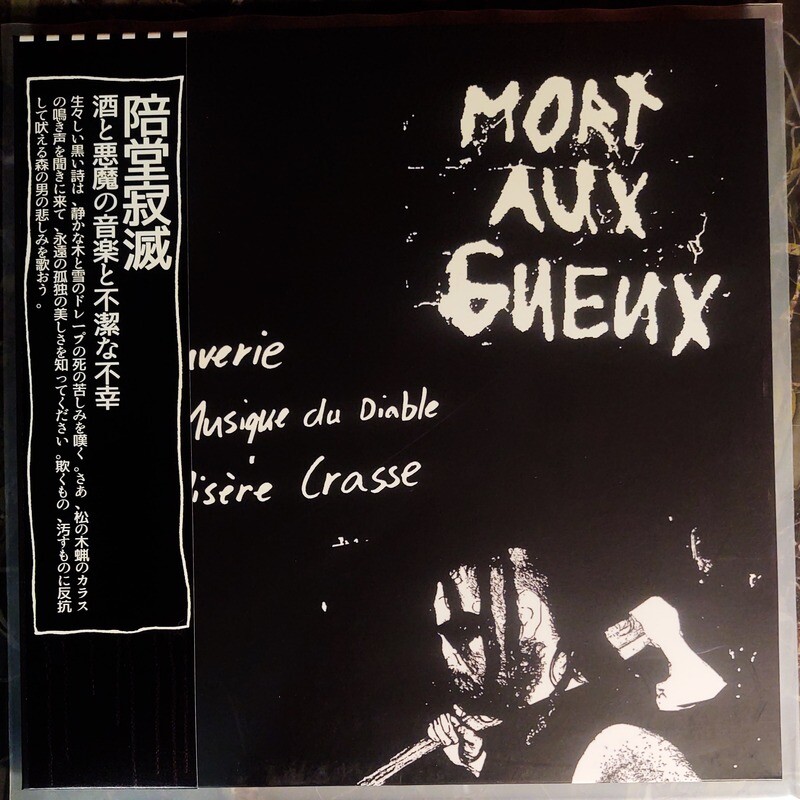 陪堂寂滅
酒と悪魔の音楽と不潔な不幸
生々しい黒い詩は、静かな木と雪のドレープの死の苦しみを嘆く。さあ、松の木蝋のカラス
の鳴き声を聞きに来て、永遠の孤独の美しさを知ってください。欺くもの、汚すものに反抗
して吠える森の男の悲しみを歌おう。
MORT
AUX
GUEUX
uverie
Musique du Diable
Misère Crasse